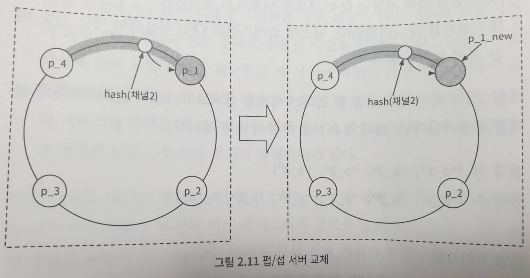 p_4
p_1
hash(채널2)
p_3
p_2
p_1_new
p_4
hash(채널2)
p_3
p_2
그림 2.11 펍/섭 서버 교체